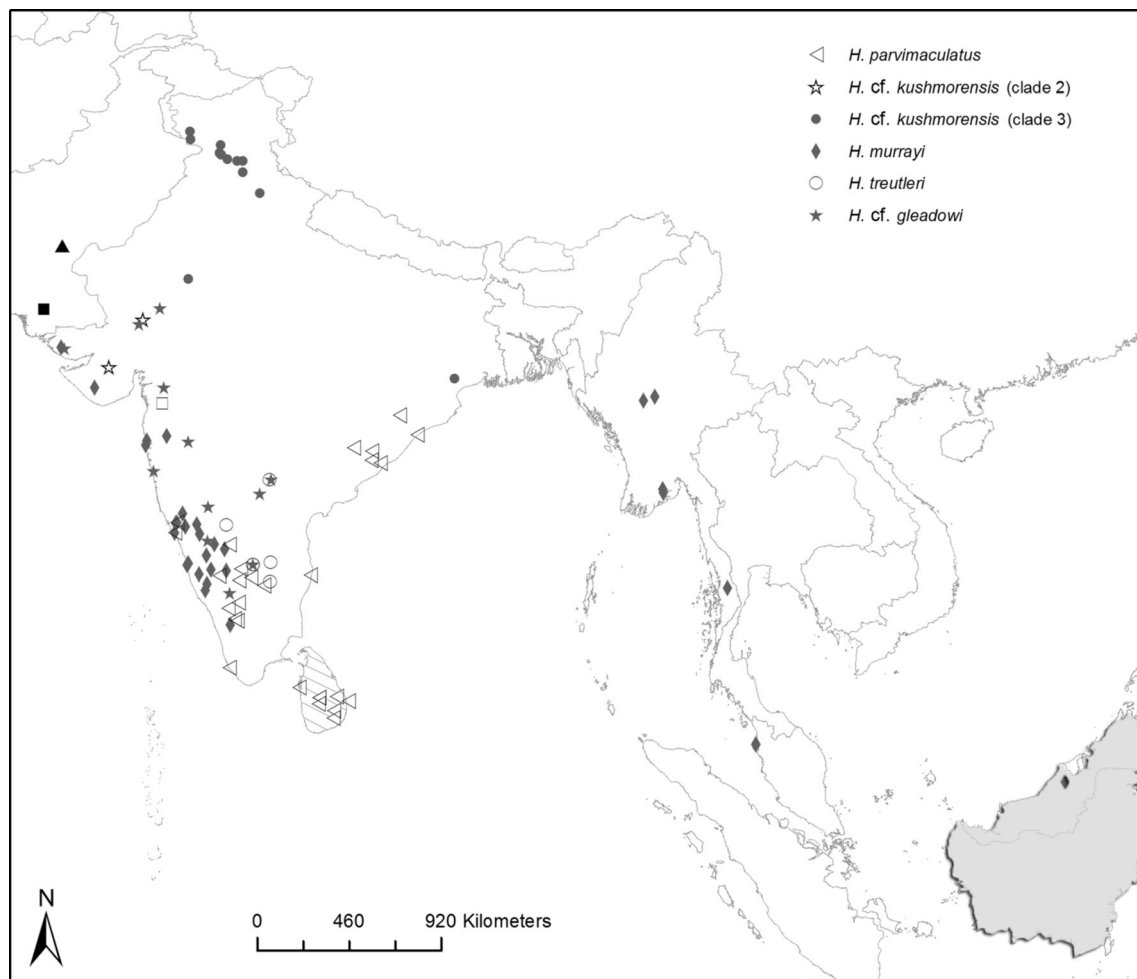 H. parvimaculatus
H. cf. kushmorensis (clade 2)
H. cf. kushmorensis (clade 3)
H. murrayi
H. treutleri
H. cf. gleadowi
N
0 460 920 Kilometers